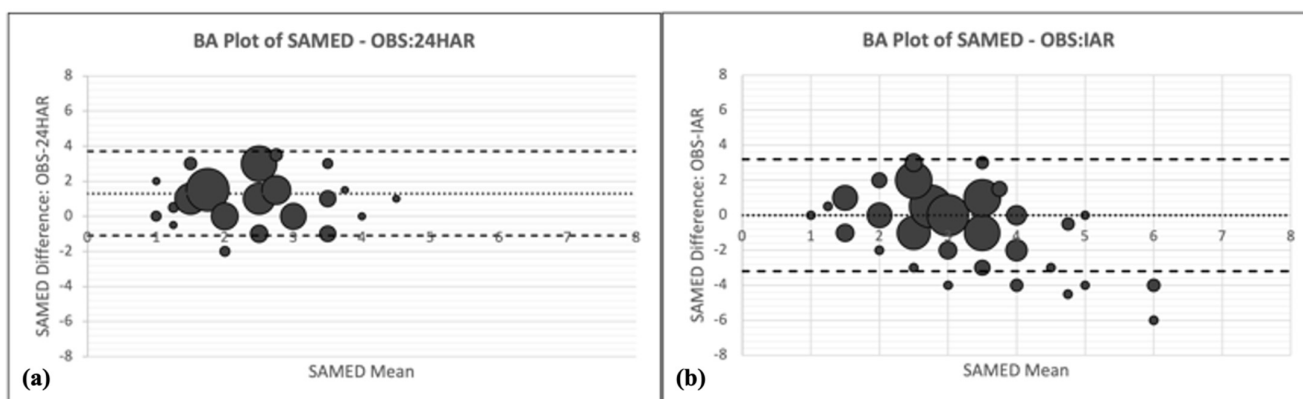 BA Plot of SAMED - OBS:24HAR
SAMED Difference: OBS-24HAR
8
6
4
2
0
-2
-4
-6
-8
0 1 2 3 4 5 6 7 8
SAMED Mean
(a)
BA Plot of SAMED - OBS:IAR
SAMED Difference: OBS-IAR
8
6
4
2
0
-2
-4
-6
-8
0 1 2 3 4 5 6 7 8
SAMED Mean
(b)